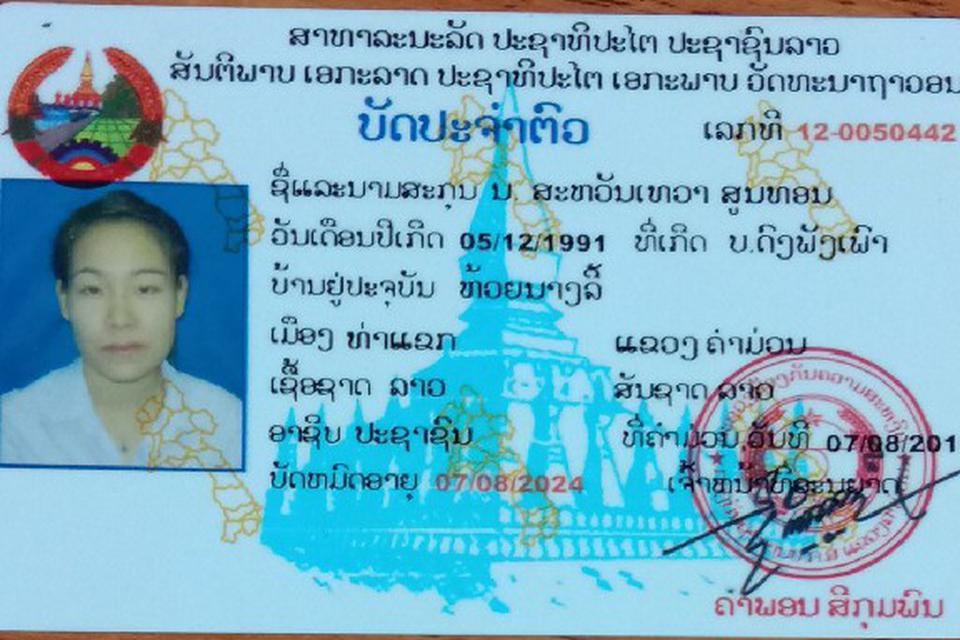 ສາທາລະນະລັດ ປະຊາທິປະໄຕ ປະຊາຊົນລາວ
ສັນຕິພາບ ເອກະລາດ ປະຊາທິປະໄຕ ເອກະພາບ ວັດທະນາຖາວອນ
ບັດປະຈຳຕົວ
ເລກທີ 12-0050442
ຊື່ແລະນາມສະກຸນ ນ. ສະຫວັນເທວາ ສູນທອນ
ວັນເດືອນປີເກີດ 05/12/1991 ທີ່ເກີດ ບ.ດົງພັງເພົາ
ບ້ານຢູ່ປະຈຸບັນ ຫ້ວຍນາງລີ້
ເມືອງ ທ່າແຂກ ແຂວງ ຄຳມ່ວນ
ເຊື້ອຊາດ ລາວ ສັນຊາດ ລາວ
ອາຊີບ ປະຊາຊົນ ທີ່ຄຳມ່ວນ,ວັນທີ 07/08/201
ບັດຫມົດອາຍຸ 07/08/2024 ເຈົ້າຫນ້າທີ່ອະນຸຍາດ
ຄຳພອນ ສີກຸມພົນ